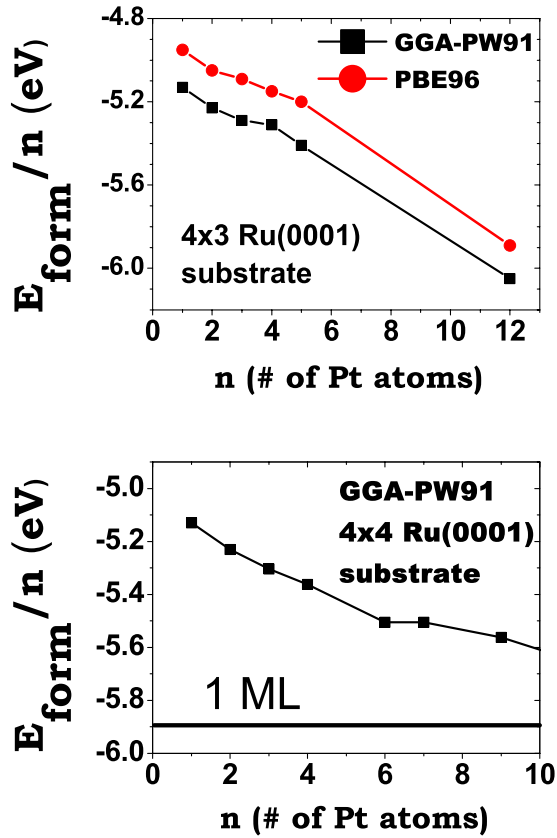 -4.8
-5.2
-5.6
-6.0
E form/n (eV)
GGA-PW91
PBE96
4x3 Ru(0001)
substrate
0 2 4 6 8 10 12
n (# of Pt atoms)
-5.0
-5.2
-5.4
-5.6
-5.8
-6.0
E form/n (eV)
GGA-PW91
4x4 Ru(0001)
substrate
1 ML
0 2 4 6 8 10
n (# of Pt atoms)